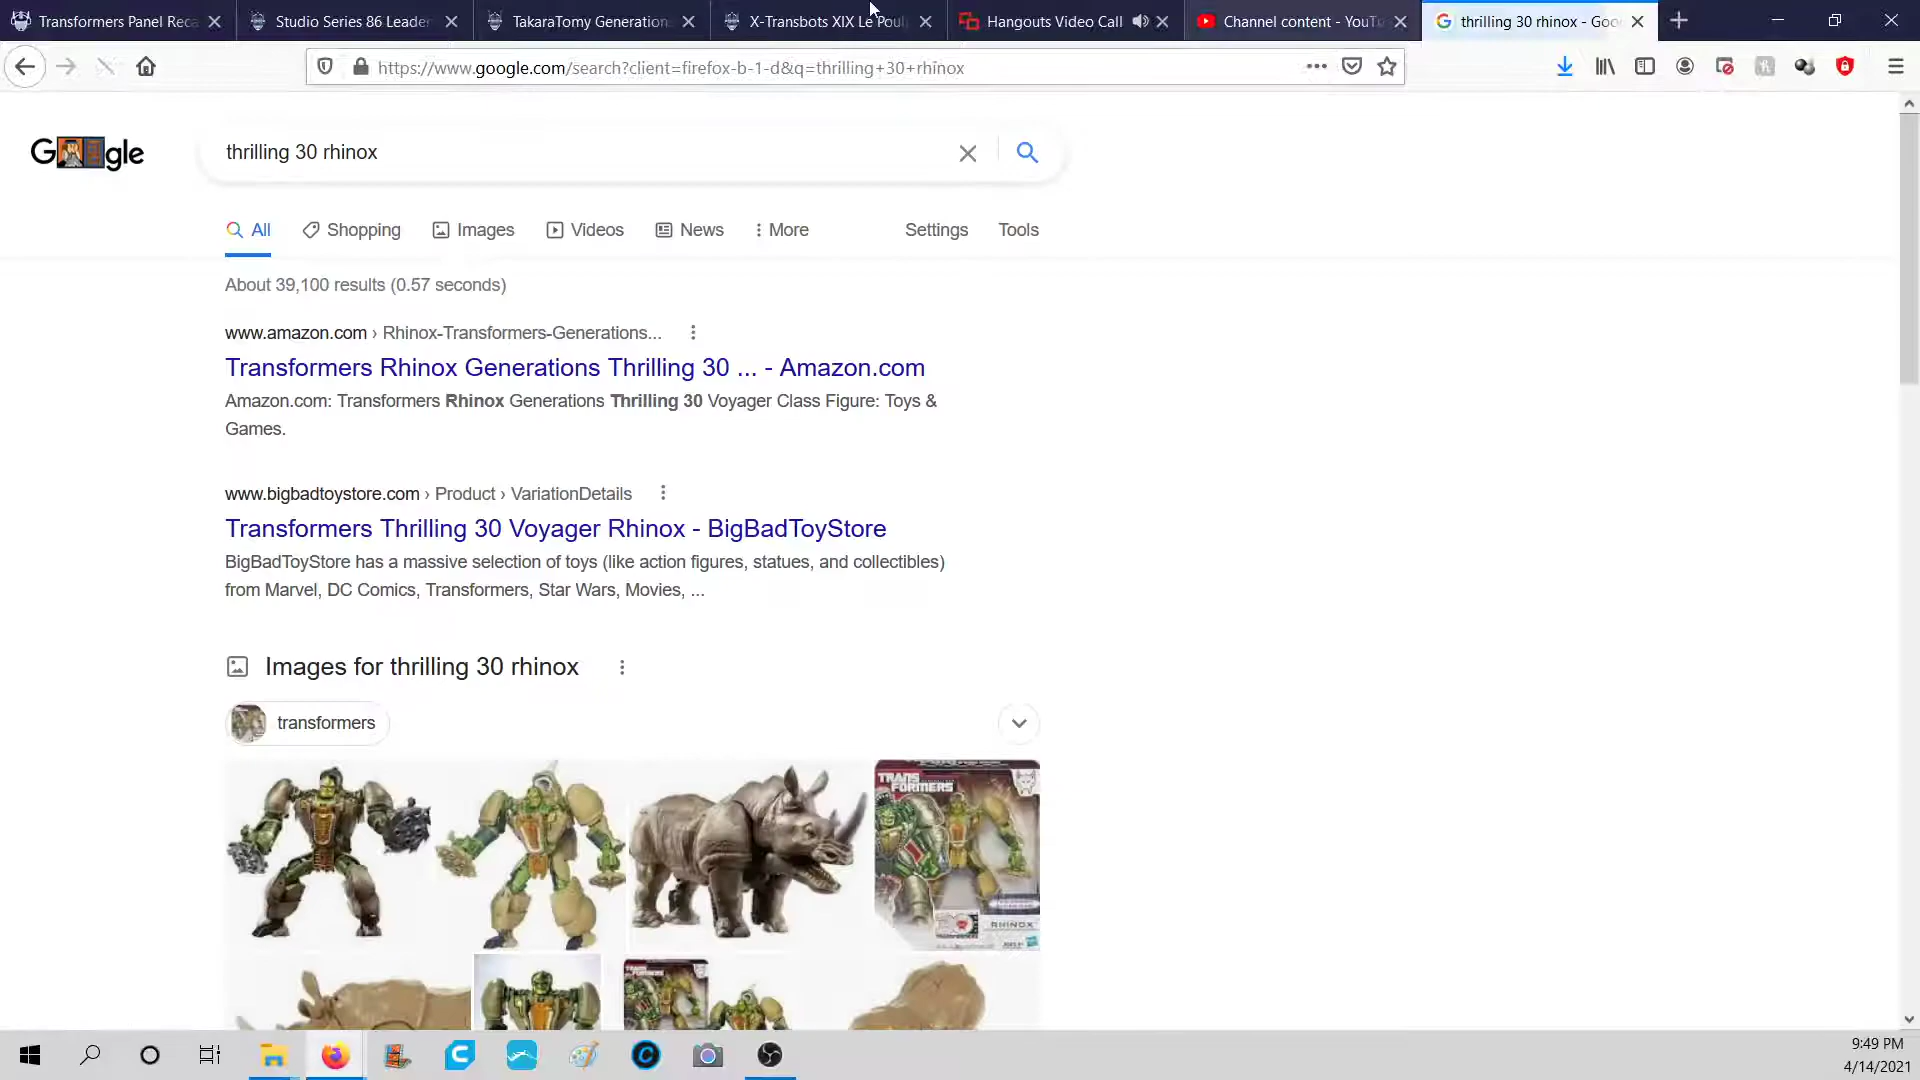 Transformers Panel Reca
Studio Series 86 Leader
TakaraTomy Generation
X-Transbots XIX Le Poul
Hangouts Video Call
Channel content - YouTu
thrilling 30 rhinox - Goo
https://www.google.com/search?client=firefox-b-1-d&q=thrilling+30+rhinox
G gle
thrilling 30 rhinox
All
Shopping
Images
Videos
News
More
Settings
Tools
About 39,100 results (0.57 seconds)
www.amazon.com › Rhinox-Transformers-Generations...
Transformers Rhinox Generations Thrilling 30 ... - Amazon.com
Amazon.com: Transformers Rhinox Generations Thrilling 30 Voyager Class Figure: Toys &
Games.
www.bigbadtoystore.com › Product › VariationDetails
Transformers Thrilling 30 Voyager Rhinox - BigBadToyStore
BigBadToyStore has a massive selection of toys (like action figures, statues, and collectibles)
from Marvel, DC Comics, Transformers, Star Wars, Movies, ...
Images for thrilling 30 rhinox
transformers
TRANSFORMERS
RHINOX
9:49 PM
4/14/2021